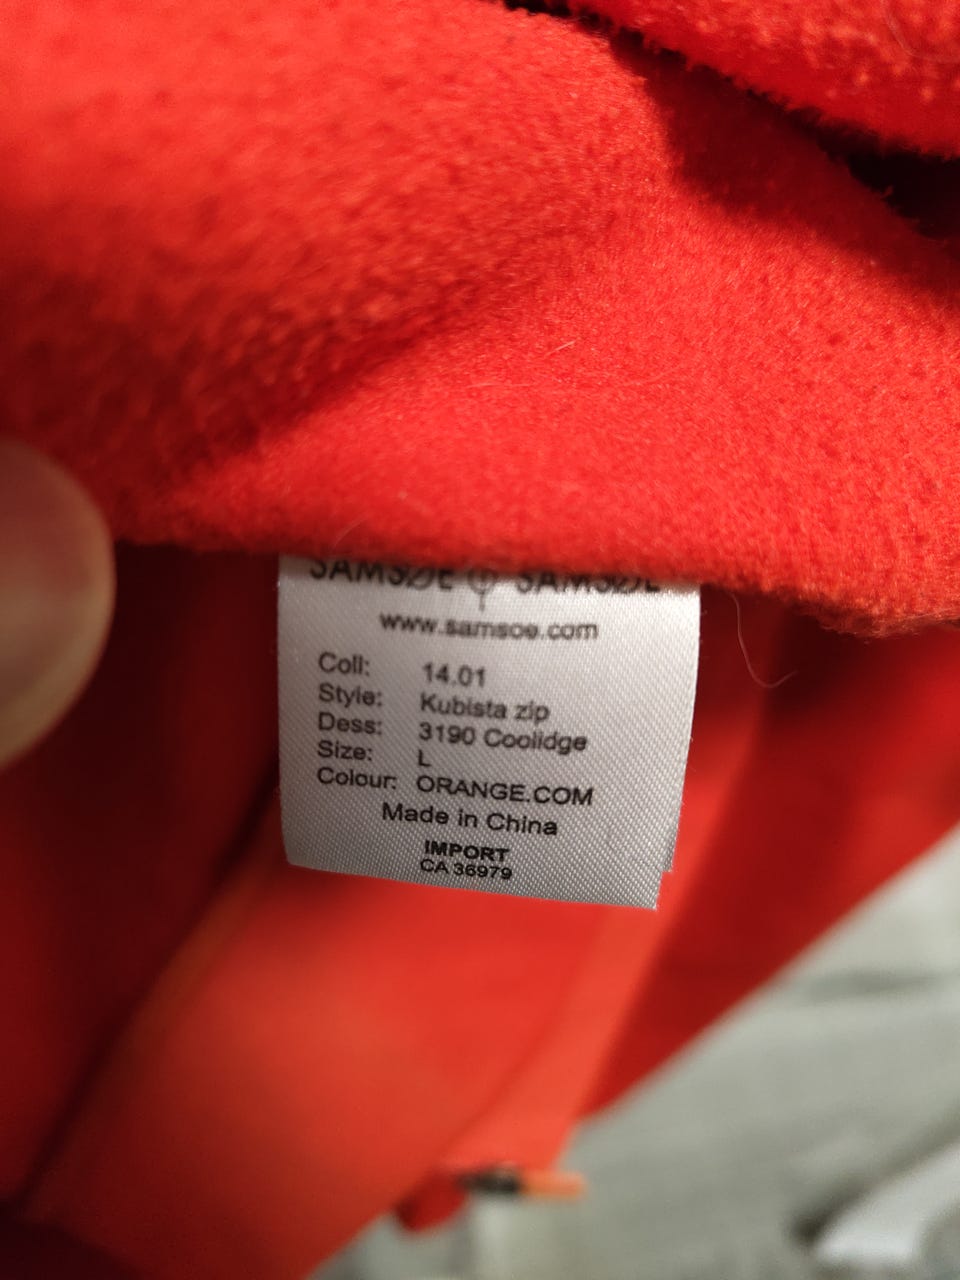 SAMSØE SAMSØE
www.samsoe.com
Coll: 14.01
Style: Kubista zip
Dess: 3190 Coolidge
Size: L
Colour: ORANGE.COM
Made in China
IMPORT
CA 36979